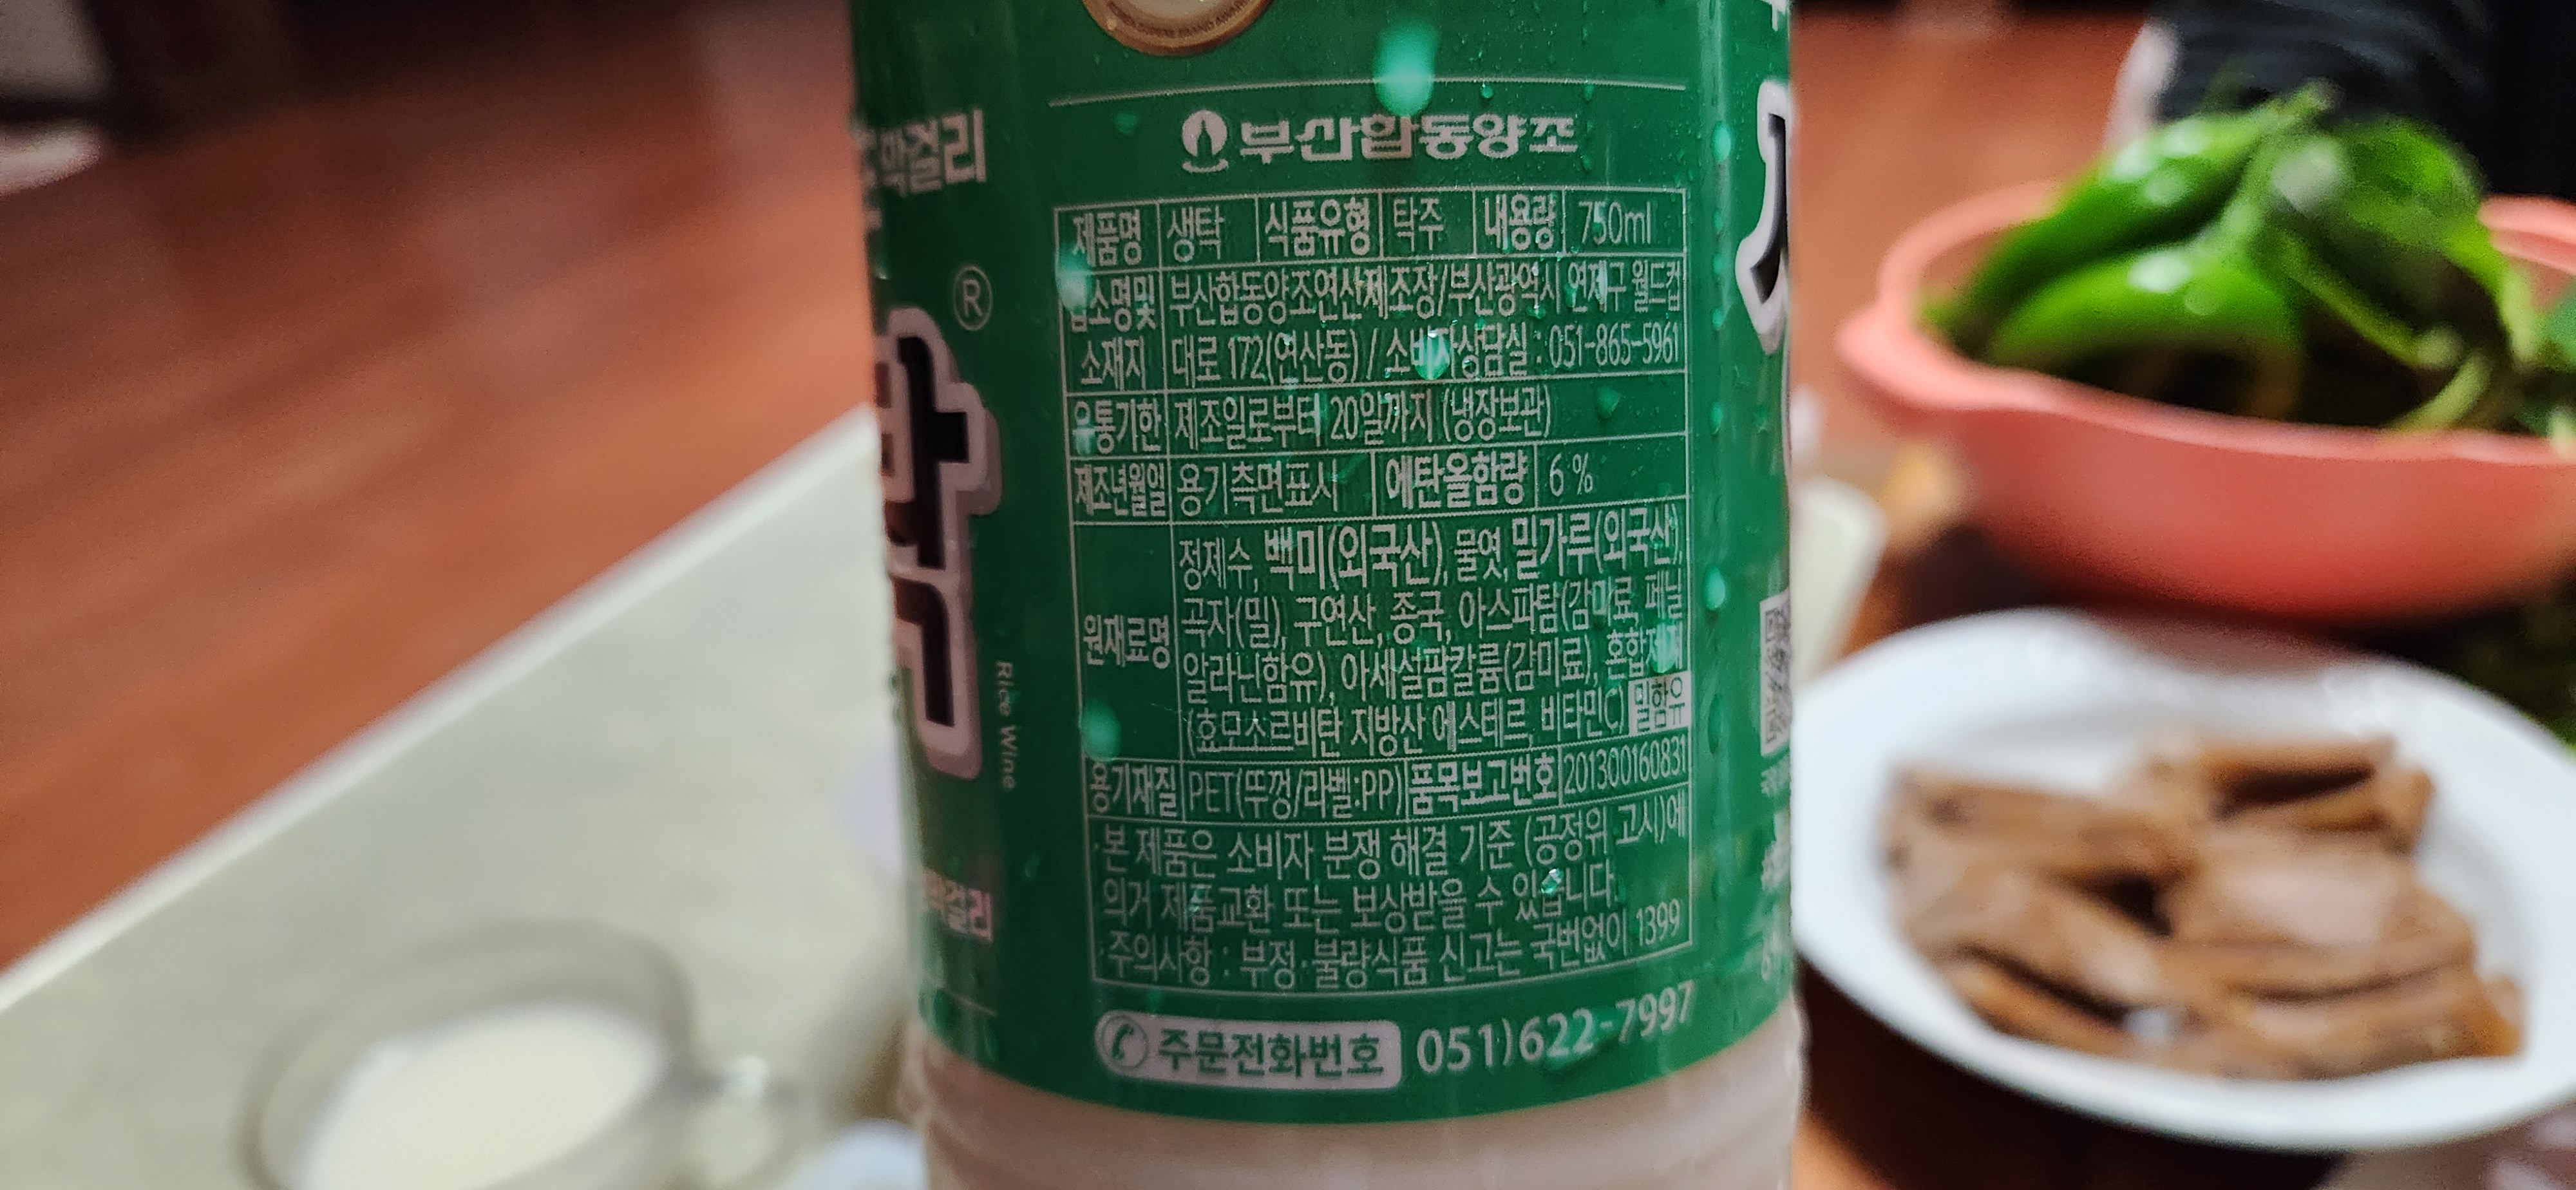 막걸리
®
탁
Rice Wine
막걸리
부산합동양조
제품명 생탁 식품유형 탁주 내용량 750ml
업소명및 부산합동양조연산제조장/부산광역시 연제구 월드컵
소재지 대로 172(연산동) / 소비자상담실 : 051-865-5961
유통기한 제조일로부터 20일까지 (냉장보관)
제조년월일 용기측면표시 에탄올함량 6 %
정제수, 백미(외국산), 물엿, 밀가루(외국산),
원재료명 곡자(밀), 구연산, 종국, 아스파탐(감미료, 페닐
알라닌함유), 아세설팜칼륨(감미료), 혼합제제
(효모소르비탄 지방산 에스테르, 비타민C) 밀함유
용기재질 PET(뚜껑/라벨:PP) 품목보고번호 201300160831
·본 제품은 소비자 분쟁 해결 기준 (공정위 고시)에
의거 제품교환 또는 보상받을 수 있습니다.
·주의사항 : 부정·불량식품 신고는 국번없이 1399
주문전화번호 051)622-7997